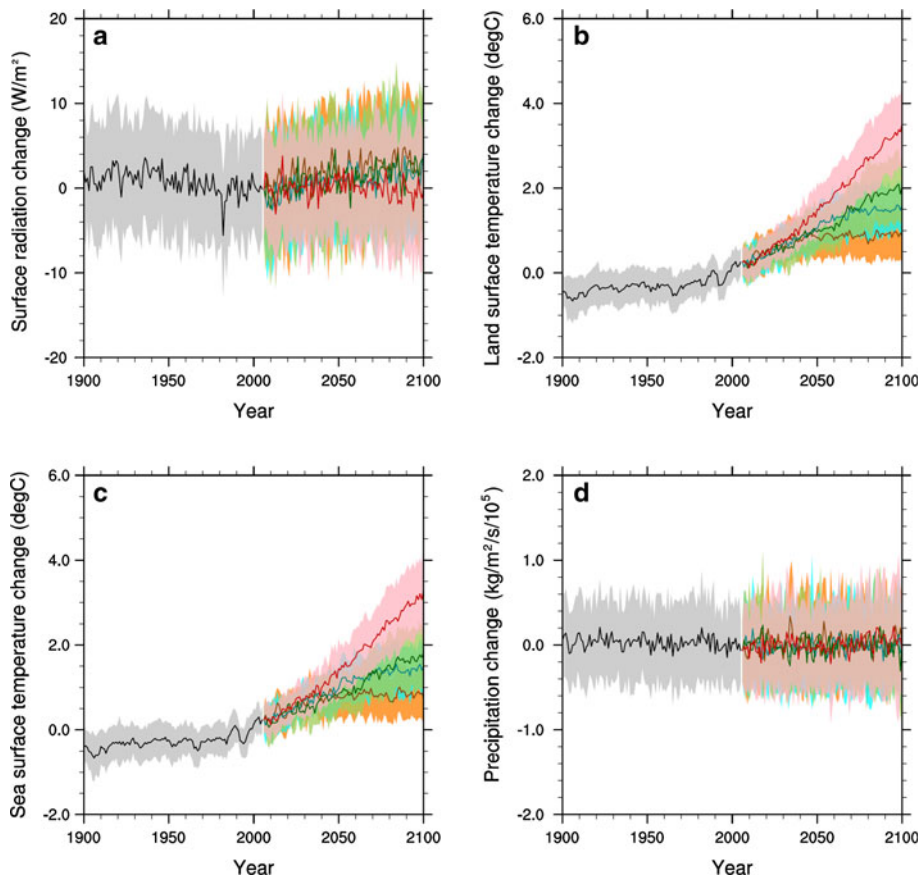 a
Surface radiation change (W/m²)
20
10
0
-10
-20
1900 1950 2000 2050 2100
Year
b
Land surface temperature change (degC)
6.0
4.0
2.0
0.0
-2.0
1900 1950 2000 2050 2100
Year
c
Sea surface temperature change (degC)
6.0
4.0
2.0
0.0
-2.0
1900 1950 2000 2050 2100
Year
d
Precipitation change (kg/m²/s/10⁵)
2.0
1.0
0.0
-1.0
-2.0
1900 1950 2000 2050 2100
Year